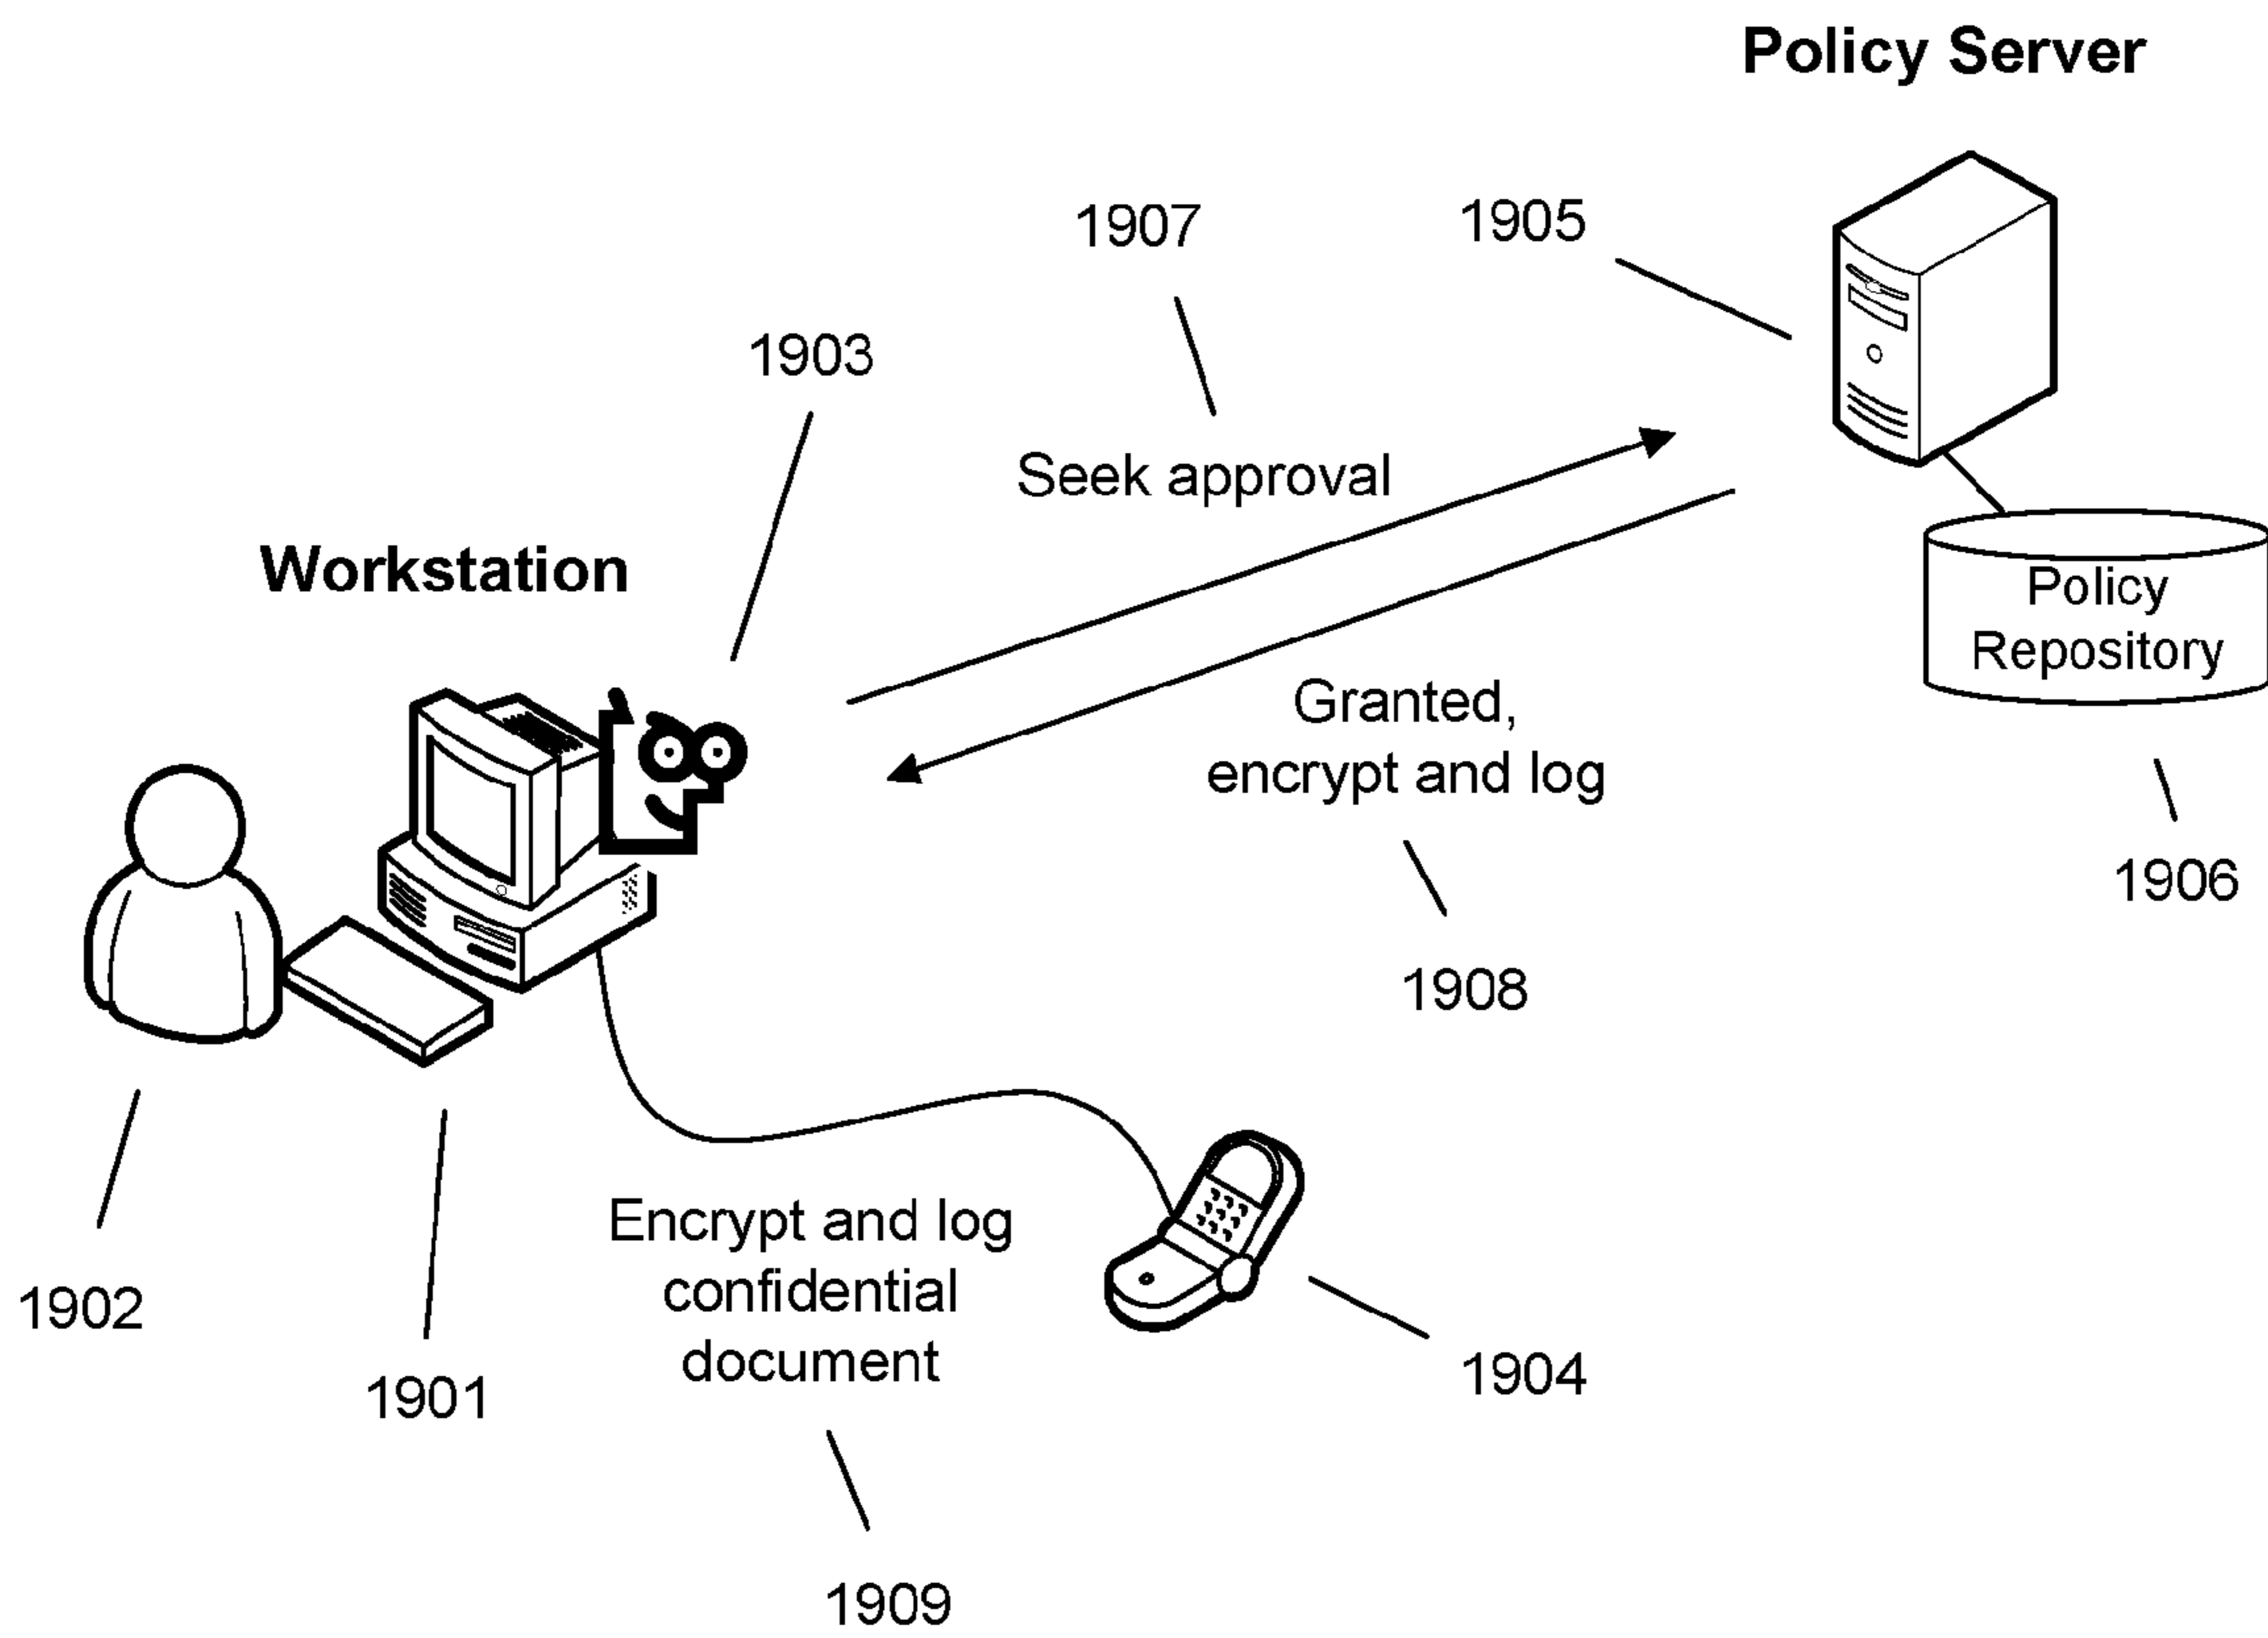 Policy Server
1907
1905
1903
Seek approval
Workstation
Policy
Repository
Granted,
encrypt and log
1906
1908
Encrypt and log
confidential
document
1902
1901
1904
1909